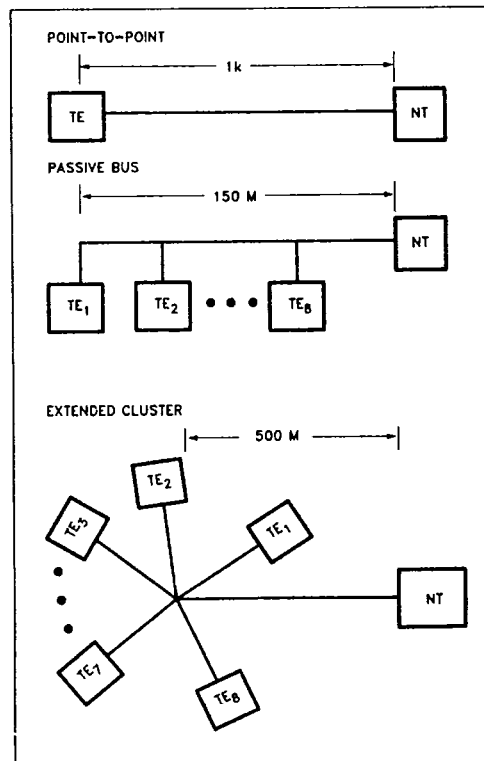 POINT-TO-POINT
1k
TE
NT
PASSIVE BUS
150 M
NT
TE1
TE2
TE8
EXTENDED CLUSTER
500 M
TE2
TE3
TE1
NT
TE7
TE8